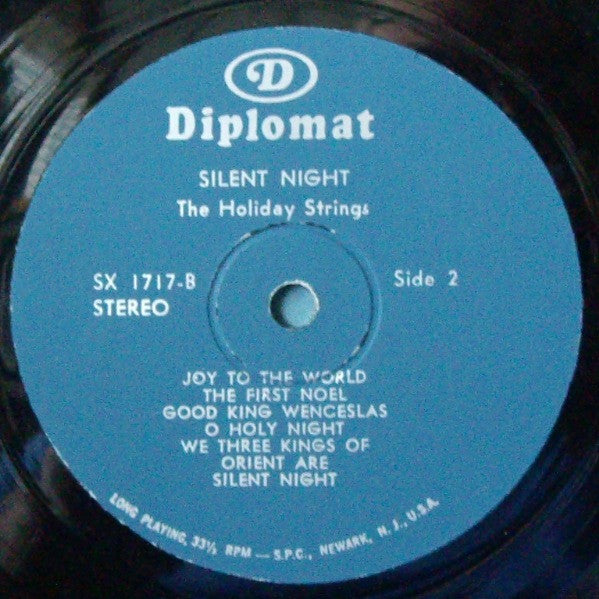 D
Diplomat
SILENT NIGHT
The Holiday Strings
SX 1717-B
STEREO
Side 2
JOY TO THE WORLD
THE FIRST NOEL
GOOD KING WENCESLAS
O HOLY NIGHT
WE THREE KINGS OF
ORIENT ARE
SILENT NIGHT
LONG PLAYING, 33⅓ RPM — S.P.C., NEWARK, N. J., U.S.A.